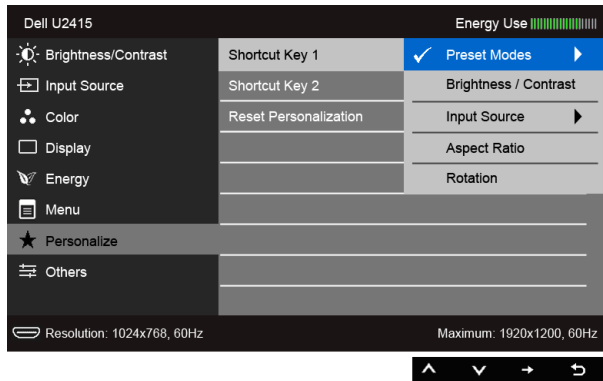 Dell U2415
Energy Use
Brightness/Contrast
Shortcut Key 1
Preset Modes
Input Source
Shortcut Key 2
Brightness / Contrast
Color
Reset Personalization
Input Source
Display
Aspect Ratio
Energy
Rotation
Menu
Personalize
Others
Resolution: 1024x768, 60Hz
Maximum: 1920x1200, 60Hz